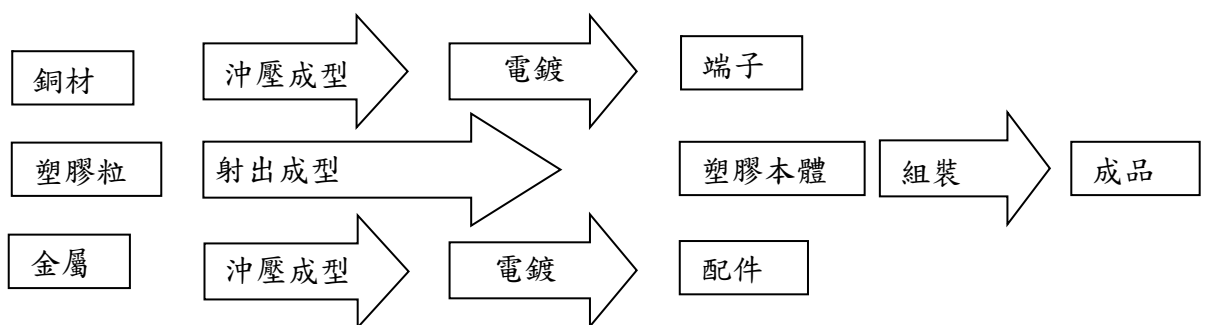 銅材 沖壓成型 電鍍 端子
塑膠粒 射出成型 塑膠本體 組裝 成品
金屬 沖壓成型 電鍍 配件